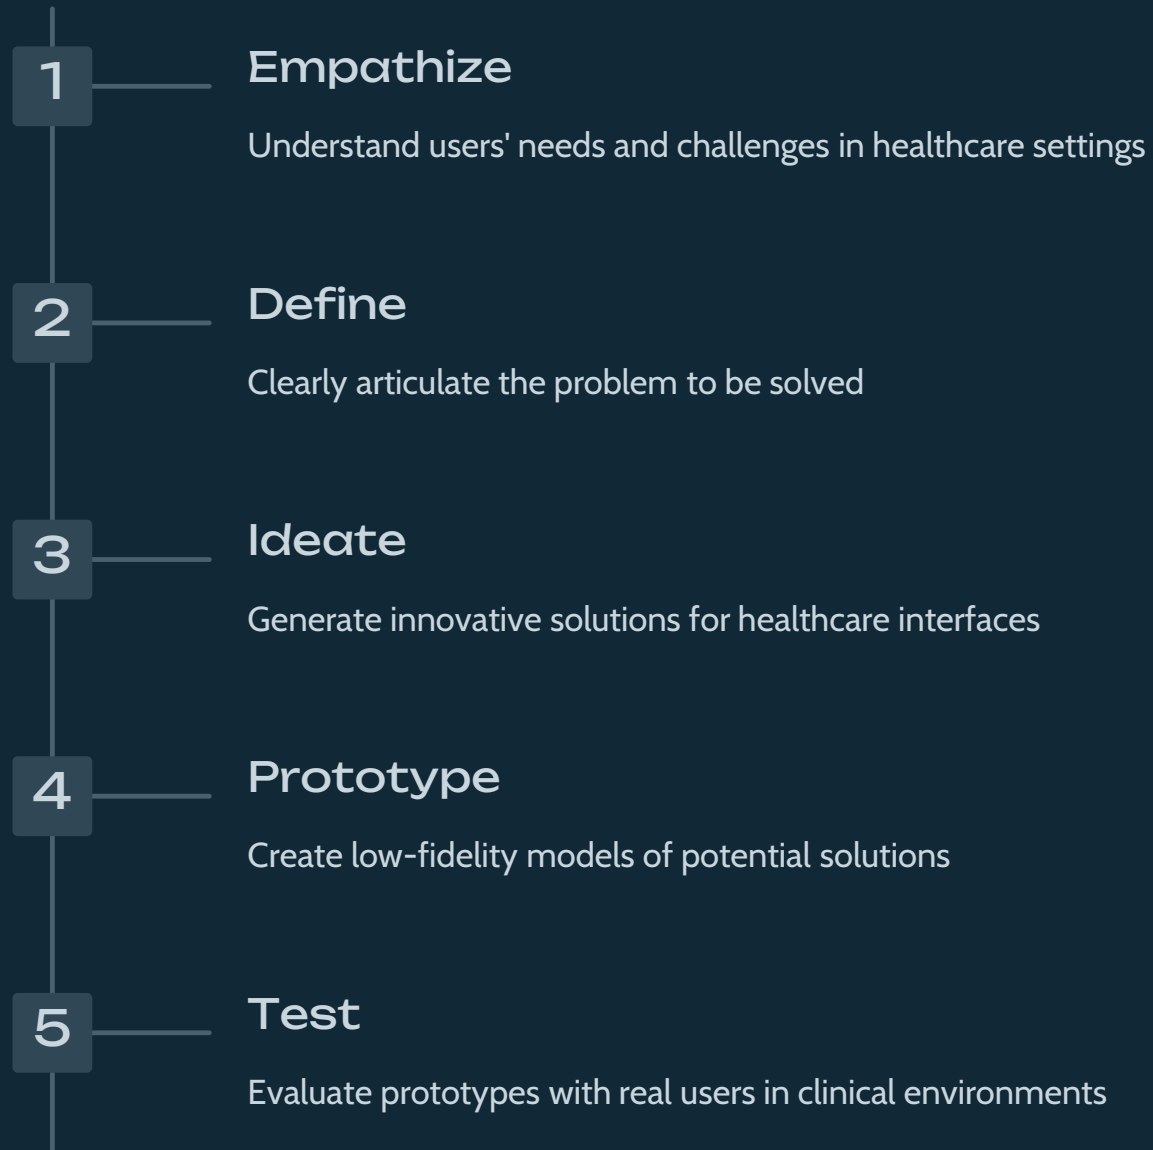 1
Empathize
Understand users' needs and challenges in healthcare settings
2
Define
Clearly articulate the problem to be solved
3
Ideate
Generate innovative solutions for healthcare interfaces
4
Prototype
Create low-fidelity models of potential solutions
5
Test
Evaluate prototypes with real users in clinical environments